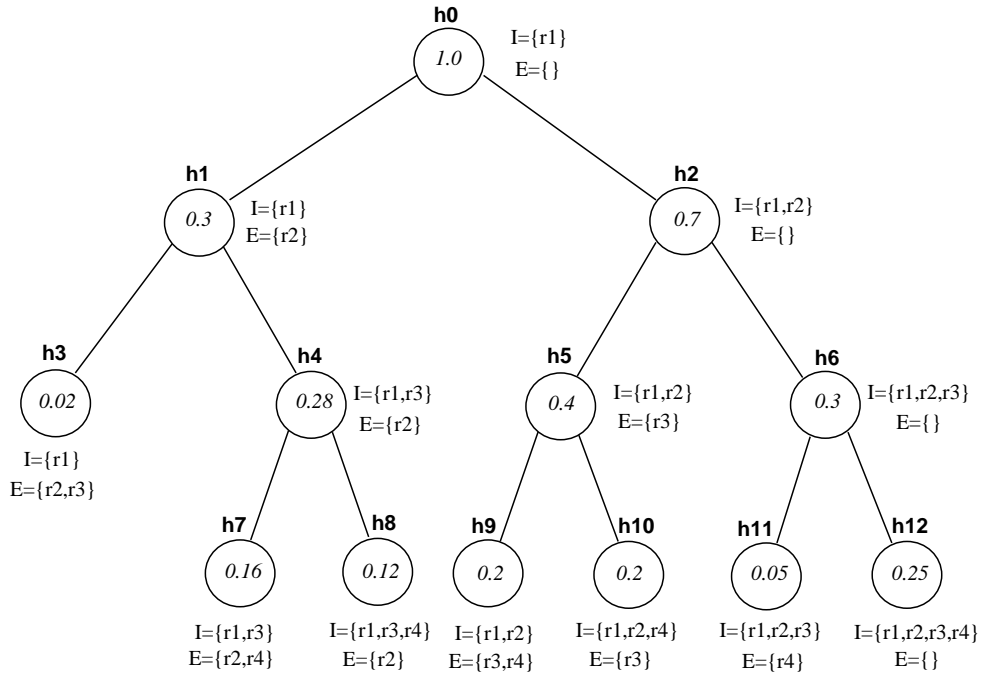 h0
1.0
I={r1}
E={}
h1
0.3
I={r1}
E={r2}
h2
0.7
I={r1,r2}
E={}
h3
0.02
I={r1}
E={r2,r3}
h4
0.28
I={r1,r3}
E={r2}
h5
0.4
I={r1,r2}
E={r3}
h6
0.3
I={r1,r2,r3}
E={}
h7
0.16
I={r1,r3}
E={r2,r4}
h8
0.12
I={r1,r3,r4}
E={r2}
h9
0.2
I={r1,r2}
E={r3,r4}
h10
0.2
I={r1,r2,r4}
E={r3}
h11
0.05
I={r1,r2,r3}
E={r4}
h12
0.25
I={r1,r2,r3,r4}
E={}